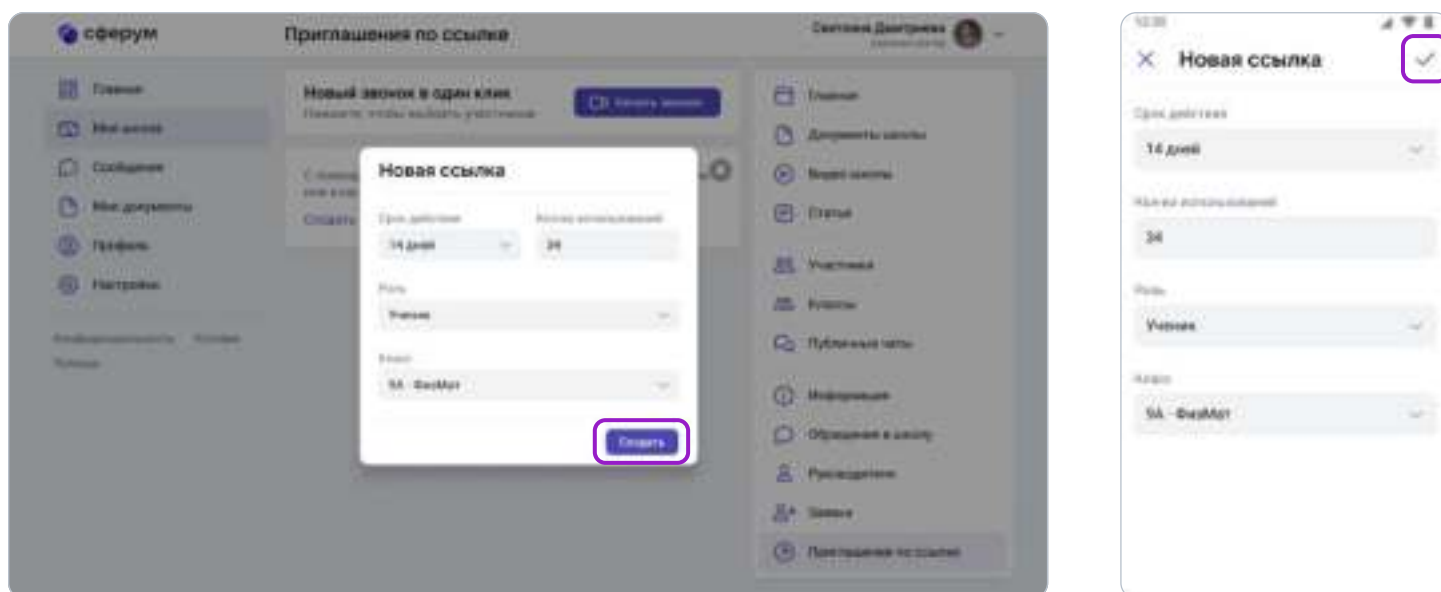 сферум
Приглашения по ссылке
Светлана Дмитриева
Главная
Моя школа
Сообщения
Мои документы
Профиль
Настройки
Новый звонок в один клик
Нажмите, чтобы выбрать участников
Начать звонок
Создать
Новая ссылка
Срок действия
Кол-во использований
14 дней
34
Роль
Ученик
Класс
9А - ФизМат
Создать
Главная
Документы школы
Видео школы
Статьи
Участники
Классы
Публичные чаты
Информация
Обращения в школу
Руководители
Заявки
Приглашения по ссылке
Новая ссылка
Срок действия
14 дней
Кол-во использований
34
Роль
Ученик
Класс
9А - ФизМат